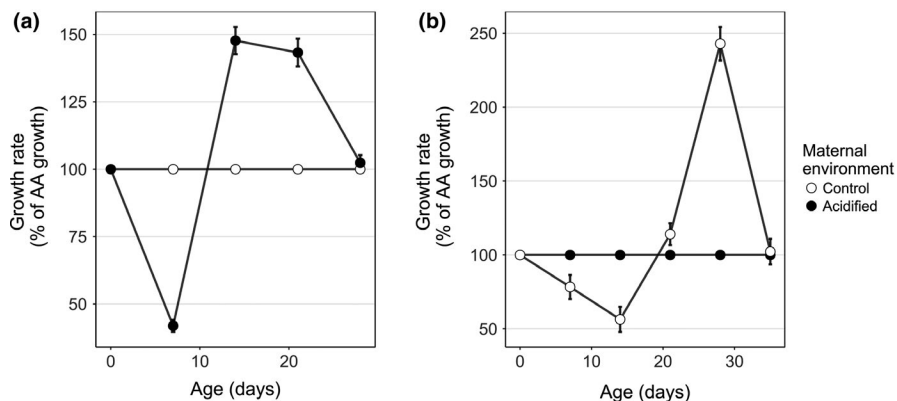 (a)
Growth rate
(% of AA growth)
150
125
100
75
50
0
10
20
Age (days)
(b)
Growth rate
(% of AA growth)
250
200
150
100
50
0
10
20
30
Age (days)
Maternal
environment
Control
Acidified